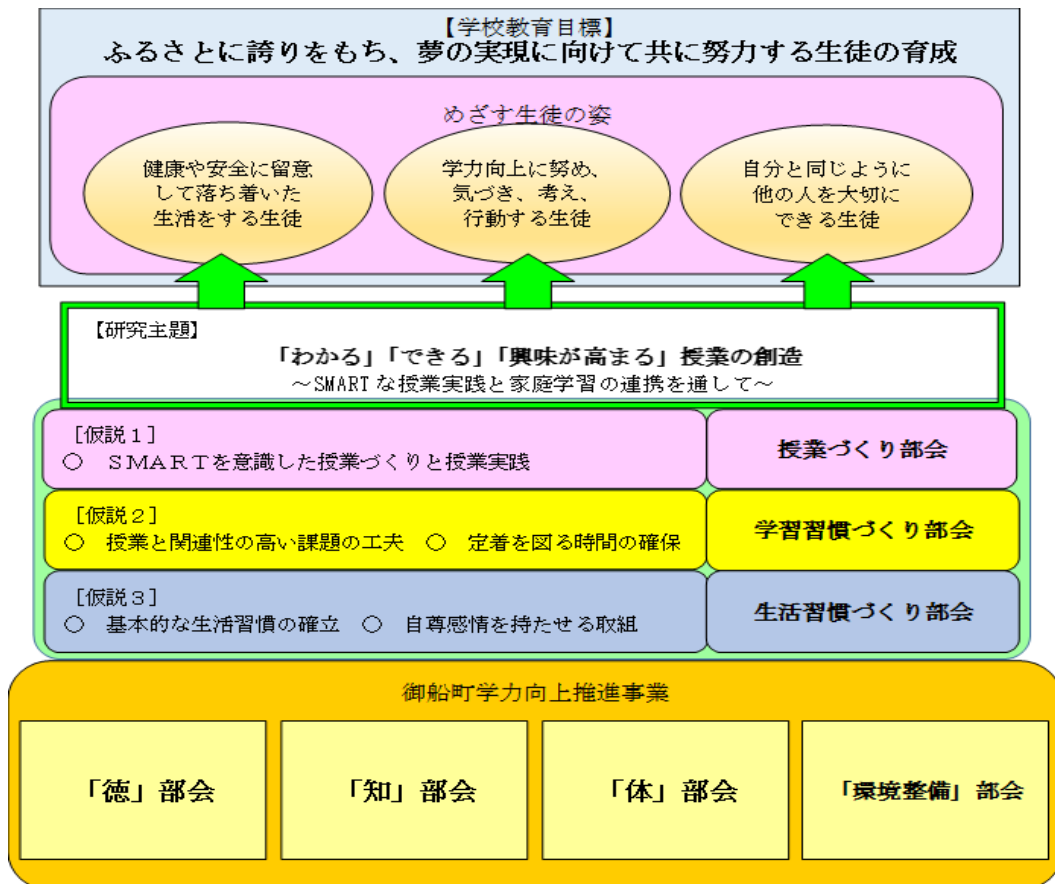 【学校教育目標】
ふるさとに誇りをもち、夢の実現に向けて共に努力する生徒の育成
めざす生徒の姿
健康や安全に留意
して落ち着いた
生活をする生徒
学力向上に努め、
気づき、考え、
行動する生徒
自分と同じように
他の人を大切に
できる生徒
【研究主題】
「わかる」「できる」「興味が高まる」授業の創造
～SMARTな授業実践と家庭学習の連携を通して～
［仮説１］
○　ＳＭＡＲＴを意識した授業づくりと授業実践
授業づくり部会
［仮説２］
○　授業と関連性の高い課題の工夫　○　定着を図る時間の確保
学習習慣づくり部会
［仮説３］
○　基本的な生活習慣の確立　○　自尊感情を持たせる取組
生活習慣づくり部会
御船町学力向上推進事業
「徳」部会
「知」部会
「体」部会
「環境整備」部会